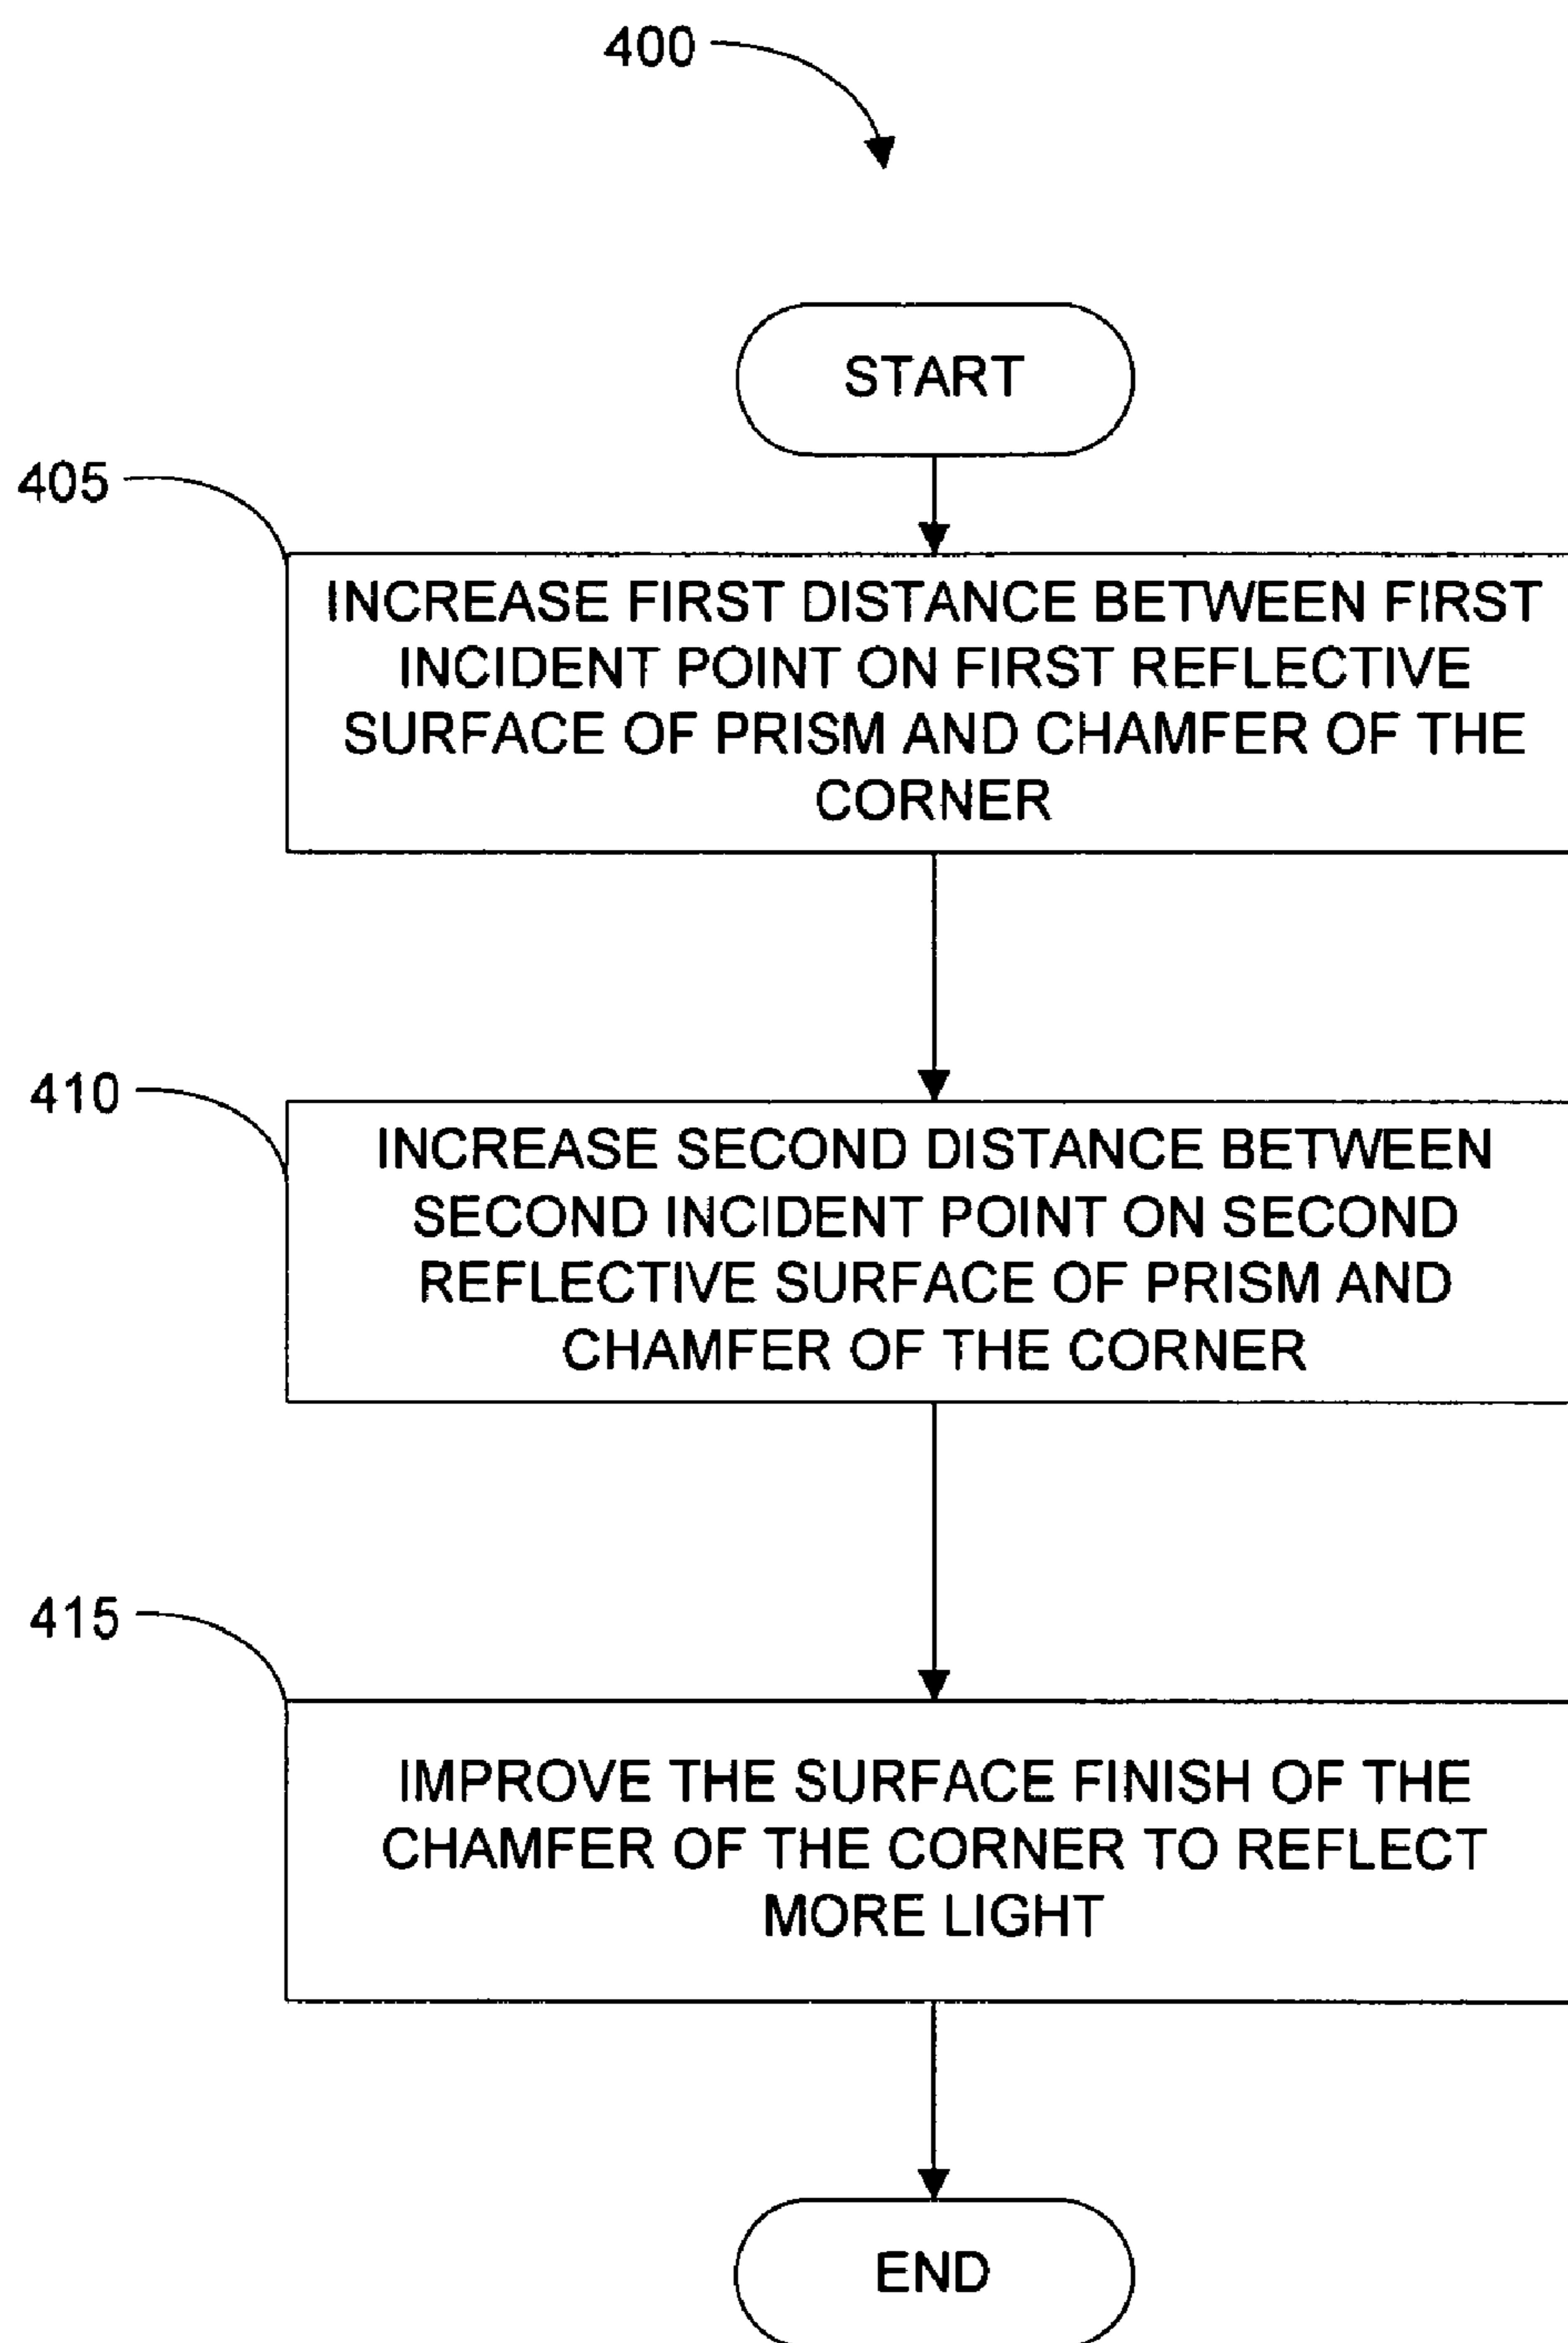 400
START
405
INCREASE FIRST DISTANCE BETWEEN FIRST
INCIDENT POINT ON FIRST REFLECTIVE
SURFACE OF PRISM AND CHAMFER OF THE
CORNER
410
INCREASE SECOND DISTANCE BETWEEN
SECOND INCIDENT POINT ON SECOND
REFLECTIVE SURFACE OF PRISM AND
CHAMFER OF THE CORNER
415
IMPROVE THE SURFACE FINISH OF THE
CHAMFER OF THE CORNER TO REFLECT
MORE LIGHT
END